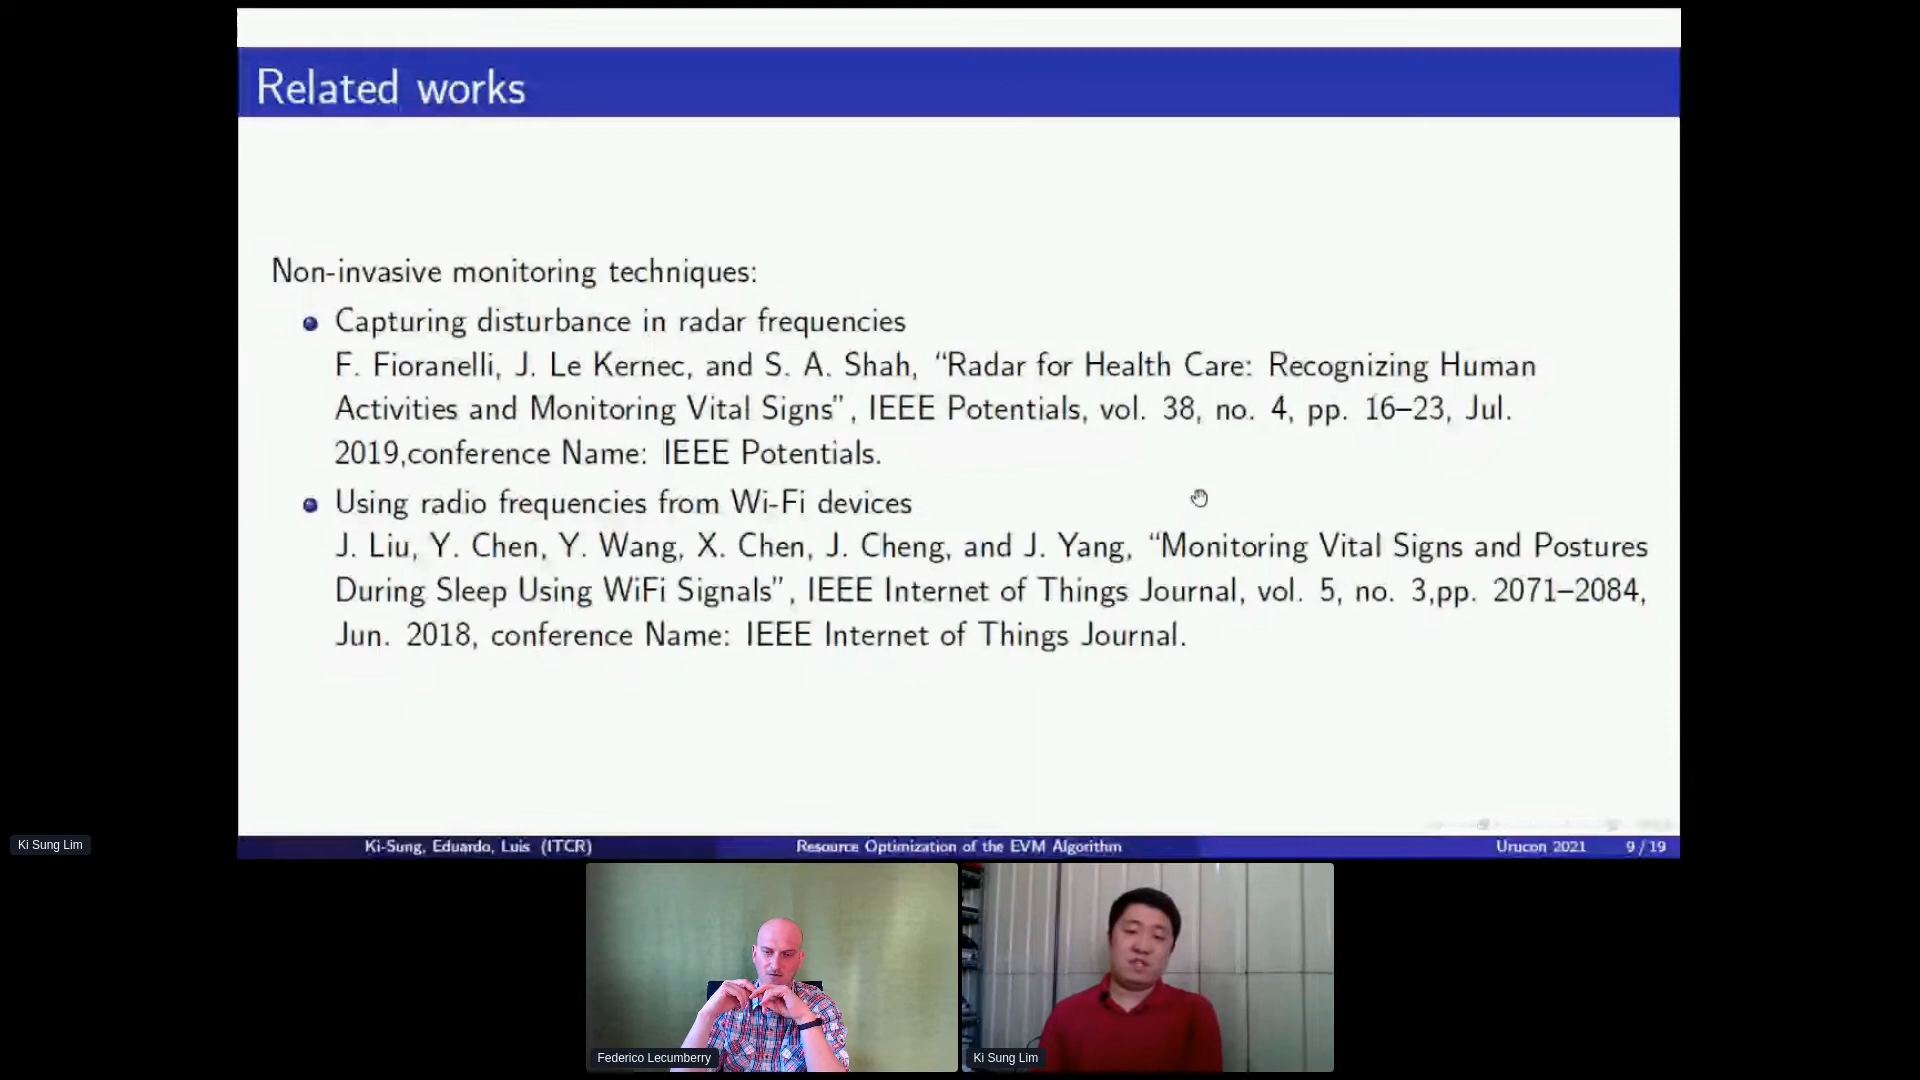 Related works
Non-invasive monitoring techniques:
Capturing disturbance in radar frequencies
F. Fioranelli, J. Le Kernec, and S. A. Shah, “Radar for Health Care: Recognizing Human
Activities and Monitoring Vital Signs”, IEEE Potentials, vol. 38, no. 4, pp. 16–23, Jul.
2019,conference Name: IEEE Potentials.
Using radio frequencies from Wi-Fi devices
J. Liu, Y. Chen, Y. Wang, X. Chen, J. Cheng, and J. Yang, “Monitoring Vital Signs and Postures
During Sleep Using WiFi Signals”, IEEE Internet of Things Journal, vol. 5, no. 3,pp. 2071–2084,
Jun. 2018, conference Name: IEEE Internet of Things Journal.
Ki Sung Lim
Ki-Sung, Eduardo, Luis (ITCR) Resource Optimization of the EVM Algorithm Urucon 2021 9 / 19
Federico Lecumberry
Ki Sung Lim